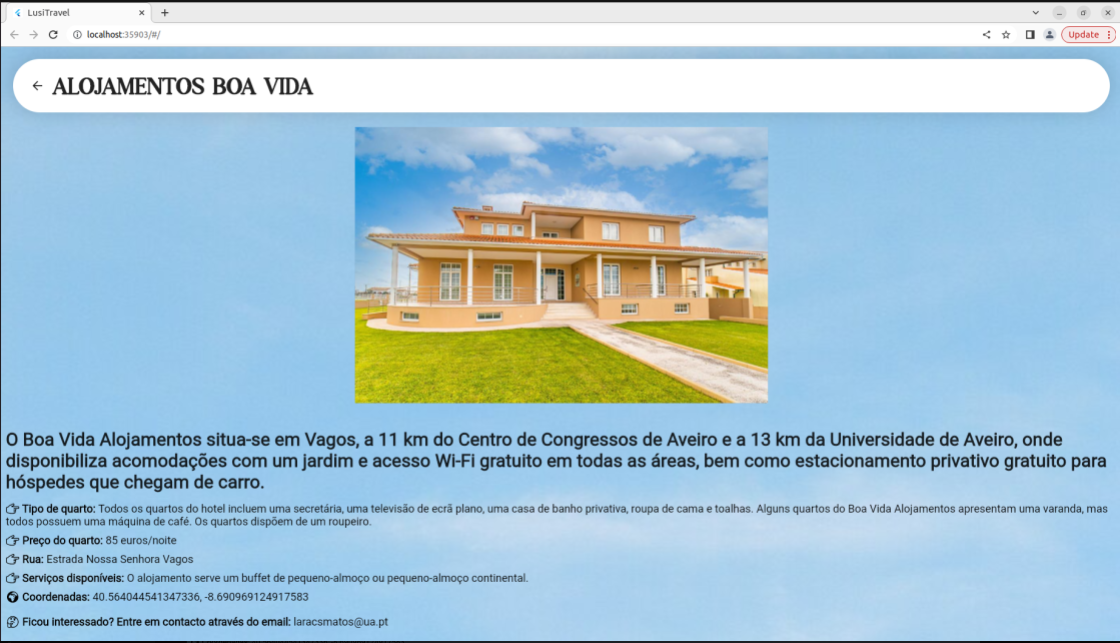 LusiTravel
localhost:35903/#/
Update
ALOJAMENTOS BOA VIDA
O Boa Vida Alojamentos situa-se em Vagos, a 11 km do Centro de Congressos de Aveiro e a 13 km da Universidade de Aveiro, onde
disponibiliza acomodações com um jardim e acesso Wi-Fi gratuito em todas as áreas, bem como estacionamento privativo gratuito para
hóspedes que chegam de carro.
Tipo de quarto: Todos os quartos do hotel incluem uma secretária, uma televisão de ecrã plano, uma casa de banho privativa, roupa de cama e toalhas. Alguns quartos do Boa Vida Alojamentos apresentam uma varanda, mas
todos possuem uma máquina de café. Os quartos dispõem de um roupeiro.
Preço do quarto: 85 euros/noite
Rua: Estrada Nossa Senhora Vagos
Serviços disponíveis: O alojamento serve um buffet de pequeno-almoço ou pequeno-almoço continental.
Coordenadas: 40.564044541347336, -8.690969124917583
Ficou interessado? Entre em contacto através do email: laracsmatos@ua.pt